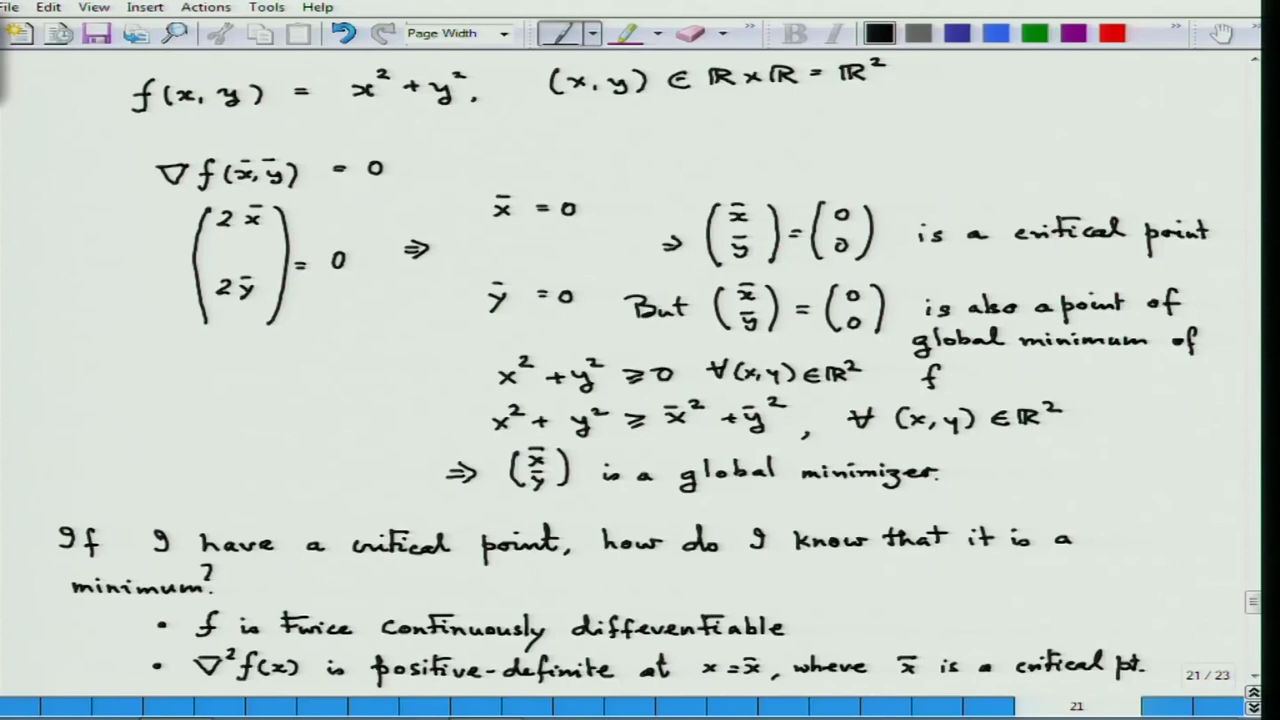 File Edit View Insert Actions Tools Help
Page Width
f(x, y) = x² + y², (x, y) ∈ ℝ × ℝ = ℝ²
∇f(x̄, ȳ) = 0
(2x̄ 2ȳ) = 0 ⇒ x̄ = 0 ȳ = 0
⇒ (x̄ ȳ) = (0 0) is a critical point
But (x̄ ȳ) = (0 0) is also a point of
global minimum of
f
x² + y² ⩾ 0 ∀(x, y) ∈ ℝ²
x² + y² ⩾ x̄² + ȳ², ∀ (x, y) ∈ ℝ²
⇒ (x̄ ȳ) is a global minimizer.
If I have a critical point, how do I know that it is a
minimum?
• f is twice continuously differentiable
• ∇²f(x) is positive-definite at x = x̄, where x̄ is a critical pt.
21 / 23
21